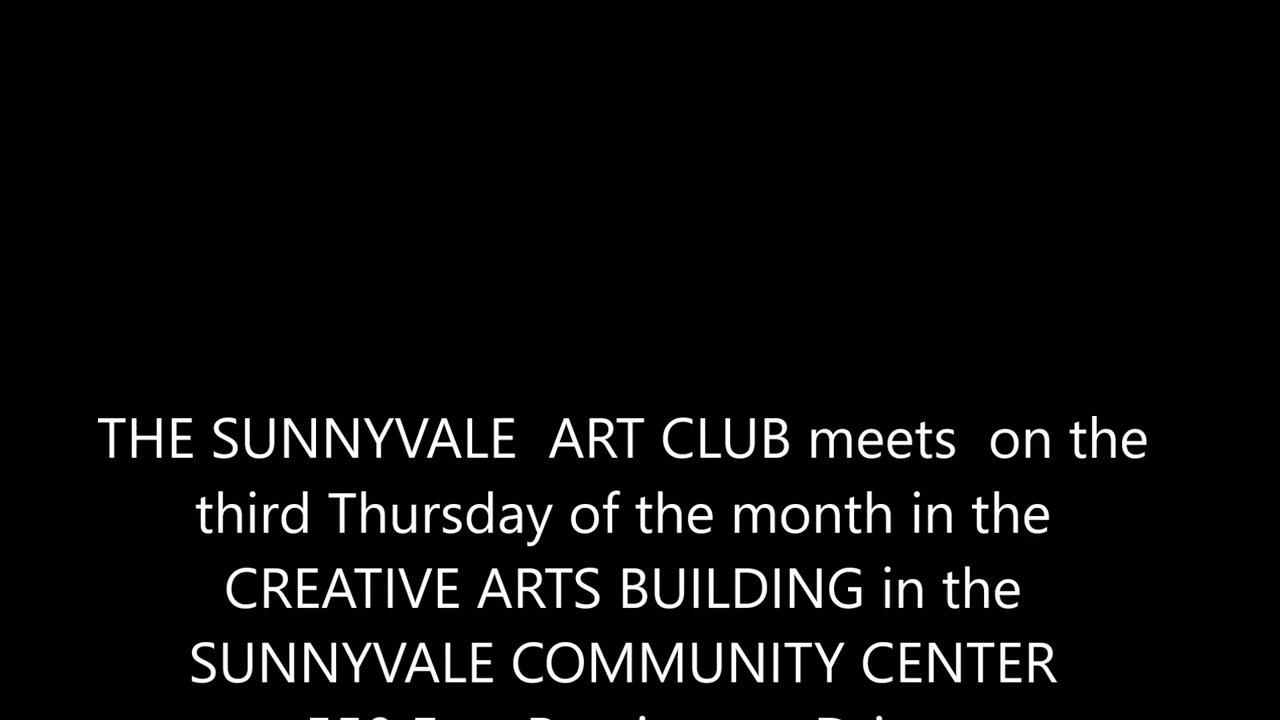 THE SUNNYVALE  ART CLUB meets  on the
third Thursday of the month in the
CREATIVE ARTS BUILDING in the
SUNNYVALE COMMUNITY CENTER